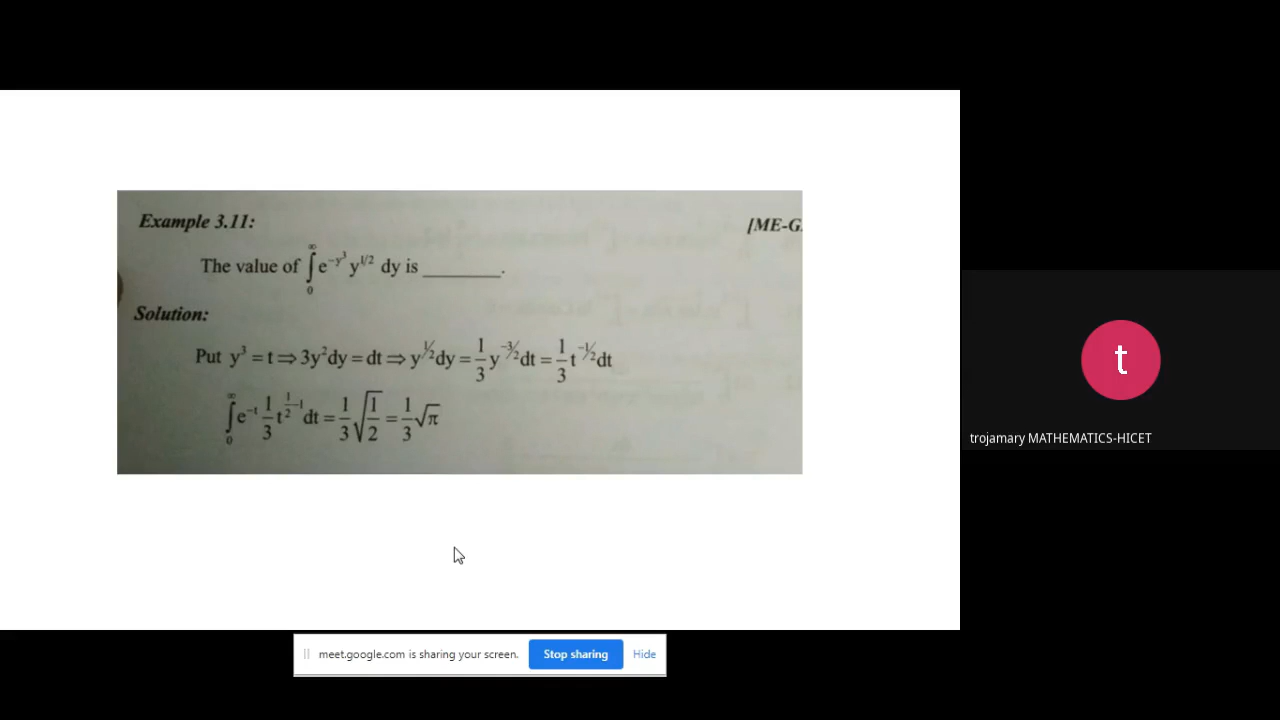 Example 3.11:
[ME-G
The value of ∫₀^∞ e^{-y³} y^{1/2} dy is ________.
Solution:
Put y³ = t ⇒ 3y²dy = dt ⇒ y^{1/2}dy = 1/3 y^{-3/2}dt = 1/3 t^{-1/2}dt
∫₀^∞ e^{-t} 1/3 t^{1/2 -1} dt = 1/3 √(1/2) = 1/3 √π
t
trojamary MATHEMATICS-HICET
meet.google.com is sharing your screen.
Stop sharing
Hide